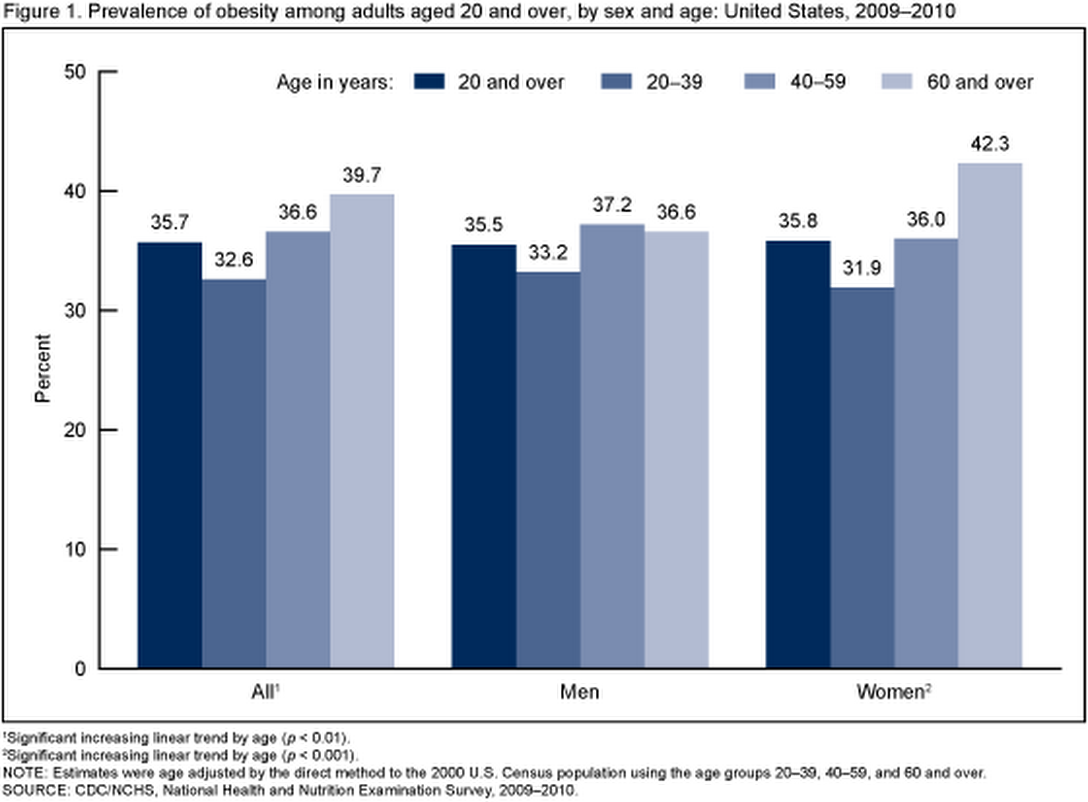 Figure 1. Prevalence of obesity among adults aged 20 and over, by sex and age: United States, 2009–2010
50
Age in years: 20 and over 20–39 40–59 60 and over
42.3
40
39.7
35.7
32.6
36.6
35.5
33.2
37.2
36.6
35.8
31.9
36.0
30
Percent
20
10
0
All¹ Men Women²
¹Significant increasing linear trend by age (p < 0.01).
²Significant increasing linear trend by age (p < 0.001).
NOTE: Estimates were age adjusted by the direct method to the 2000 U.S. Census population using the age groups 20–39, 40–59, and 60 and over.
SOURCE: CDC/NCHS, National Health and Nutrition Examination Survey, 2009–2010.